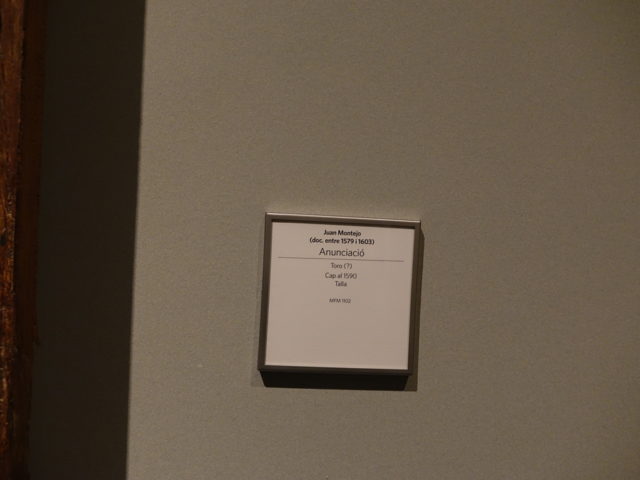 Juan Montejo
(doc. entre 1579 i 1603)
Anunciació
Toro (?)
Cap al 1590
Talla
MFM 1102